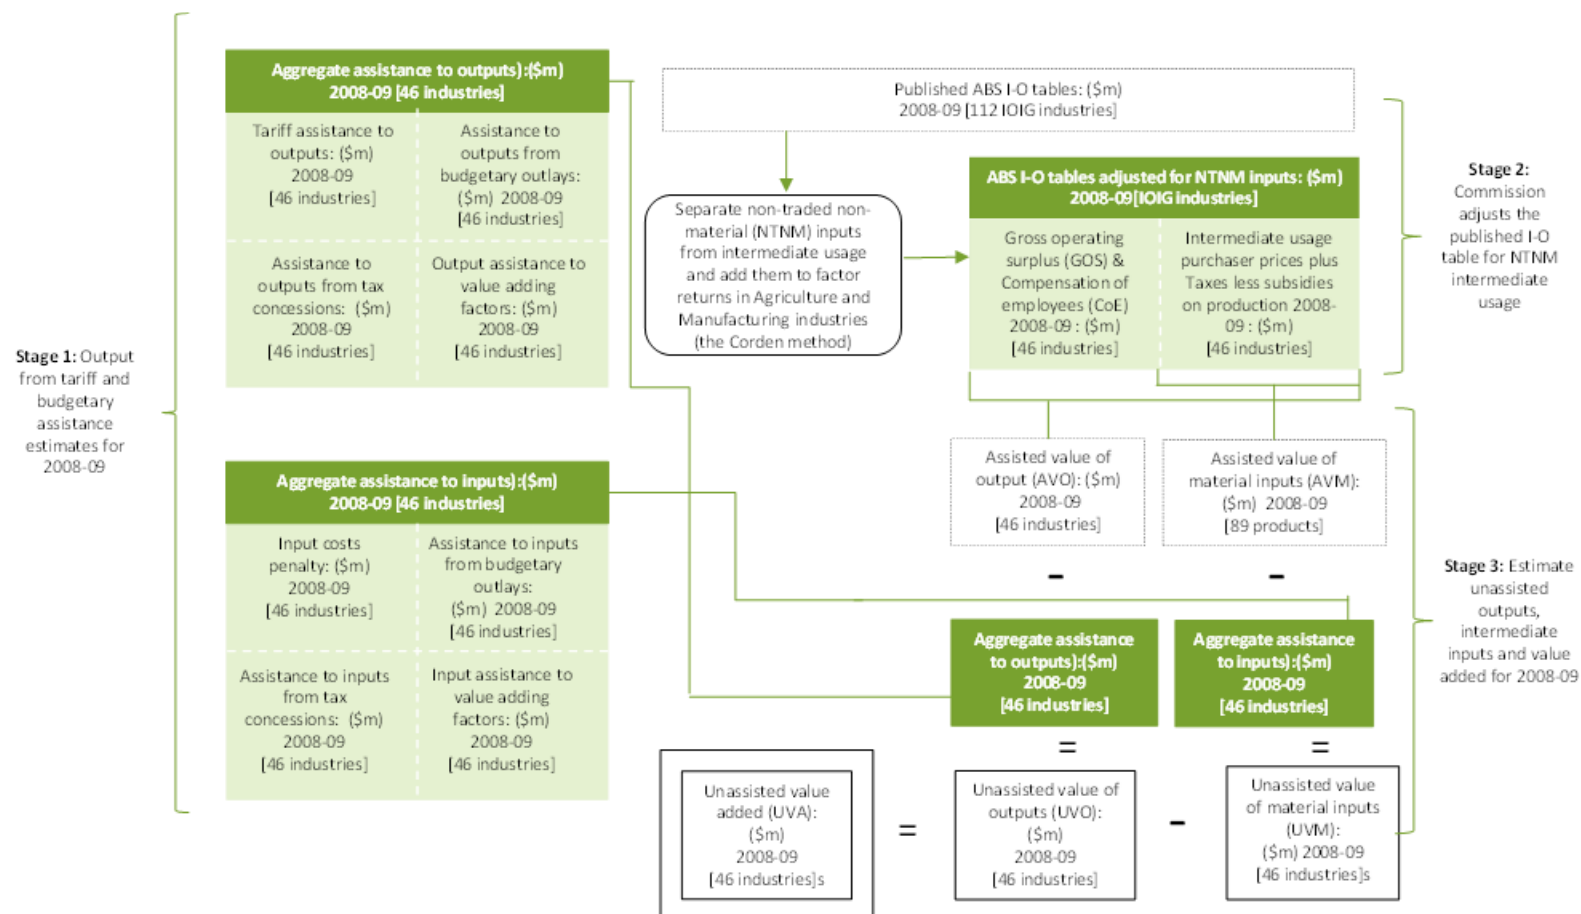 Stage 1: Output
from tariff and
budgetary
assistance
estimates for
2008-09
Aggregate assistance to outputs):($m)
2008-09 [46 industries]
Tariff assistance to
outputs: ($m)
2008-09
[46 industries]
Assistance to
outputs from
budgetary outlays:
($m) 2008-09
[46 industries]
Assistance to
outputs from tax
concessions: ($m)
2008-09
[46 industries]
Output assistance to
value adding
factors: ($m)
2008-09
[46 industries]
Aggregate assistance to inputs):($m)
2008-09 [46 industries]
Input costs
penalty: ($m)
2008-09
[46 industries]
Assistance to inputs
from budgetary
outlays:
($m) 2008-09
[46 industries]
Assistance to inputs
from tax
concessions: ($m)
2008-09
[46 industries]
Input assistance to
value adding
factors: ($m)
2008-09
[46 industries]
Published ABS I-O tables: ($m)
2008-09 [112 IOIG industries]
Separate non-traded non-
material (NTNM) inputs
from intermediate usage
and add them to factor
returns in Agriculture and
Manufacturing industries
(the Corden method)
ABS I-O tables adjusted for NTNM inputs: ($m)
2008-09[IOIG industries]
Gross operating
surplus (GOS) &
Compensation of
employees (CoE)
2008-09 : ($m)
[46 industries]
Intermediate usage
purchaser prices plus
Taxes less subsidies
on production 2008-
09 : ($m)
[46 industries]
Stage 2:
Commission
adjusts the
published I-O
table for NTNM
intermediate
usage
Assisted value of
output (AVO): ($m)
2008-09
[46 industries]
Assisted value of
material inputs (AVM):
($m) 2008-09
[89 products]
-
-
Aggregate assistance
to outputs):($m)
2008-09
[46 industries]
Aggregate assistance
to inputs):($m)
2008-09
[46 industries]
=
=
Stage 3: Estimate
unassisted
outputs,
intermediate
inputs and value
added for 2008-09
Unassisted value
added (UVA):
($m)
2008-09
[46 industries]s
=
Unassisted value of
outputs (UVO):
($m)
2008-09
[46 industries]
-
Unassisted value
of material inputs
(UVM):
($m) 2008-09
[46 industries]s